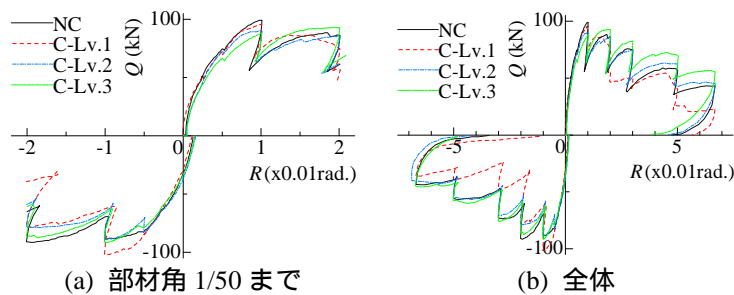 NC
C-Lv.1
C-Lv.2
C-Lv.3
Q (kN)
100
-2
-1
0
1
2
R(x0.01rad.)
-100
(a) 部材角 1/50 まで
NC
C-Lv.1
C-Lv.2
C-Lv.3
Q (kN)
100
-5
0
5
R(x0.01rad.)
-100
(b) 全体